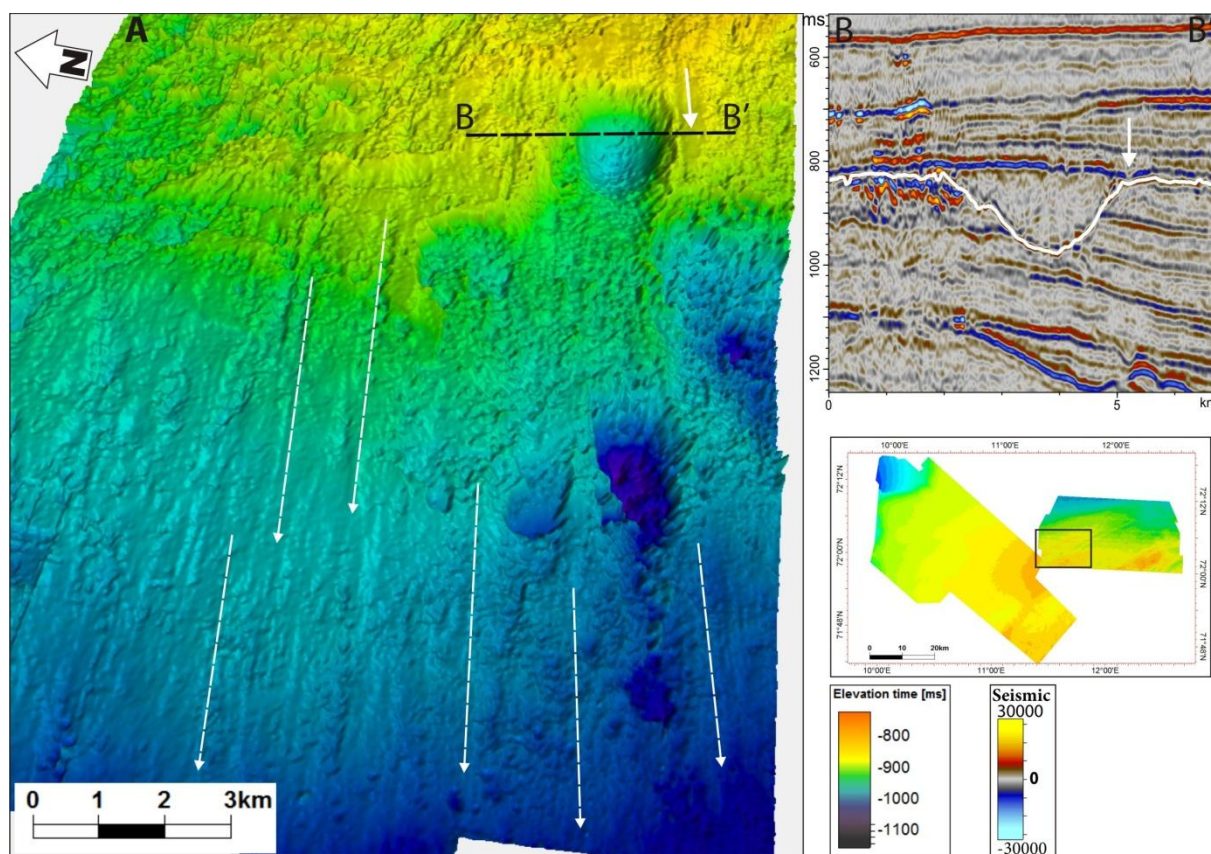 A
N
B
B'
0 1 2 3km
ms
B
B'
600
800
1000
1200
0
5
km
10°00'E 11°00'E 12°00'E
72°12'N
72°00'N
71°48'N
72°12'N
72°00'N
71°48'N
0 10 20km
10°00'E 11°00'E 12°00'E
Elevation time [ms]
-800
-900
-1000
-1100
Seismic
30000
0
-30000